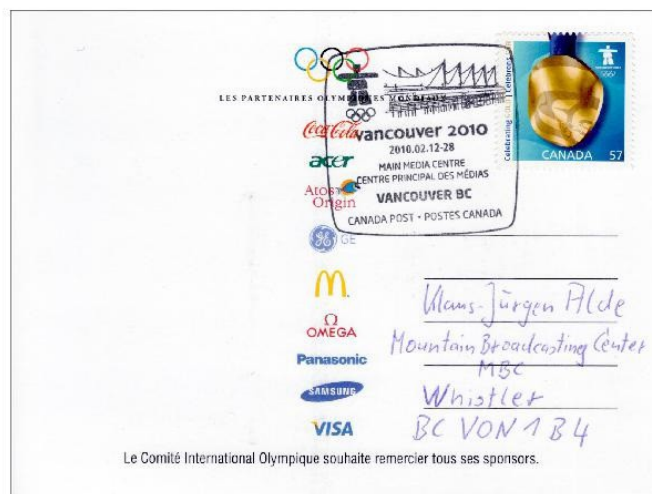 LES PARTENAIRES OLYMPIQUES MONDIAUX
Coca-Cola
acer
Atos
Origin
GE
M
Ω
OMEGA
Panasonic
SAMSUNG
VISA
vancouver 2010
2010.02.12-28
MAIN MEDIA CENTRE
CENTRE PRINCIPAL DES MÉDIAS
VANCOUVER BC
CANADA POST · POSTES CANADA
Celebrating
Célébrons
CANADA 57
Klaus-Jürgen Alde
Mountain Broadcasting Center
MBC
Whistler
BC VON 1B4
Le Comité International Olympique souhaite remercier tous ses sponsors.